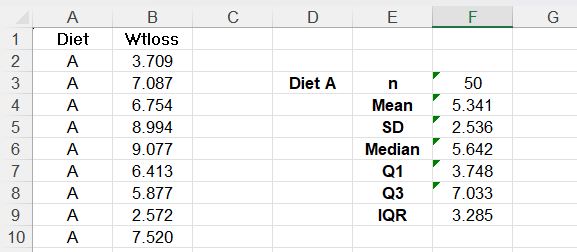 A B C D E F G
1 Diet Wtloss
2 A 3.709
3 A 7.087 Diet A n 50
4 A 6.754 Mean 5.341
5 A 8.994 SD 2.536
6 A 9.077 Median 5.642
7 A 6.413 Q1 3.748
8 A 5.877 Q3 7.033
9 A 2.572 IQR 3.285
10 A 7.520